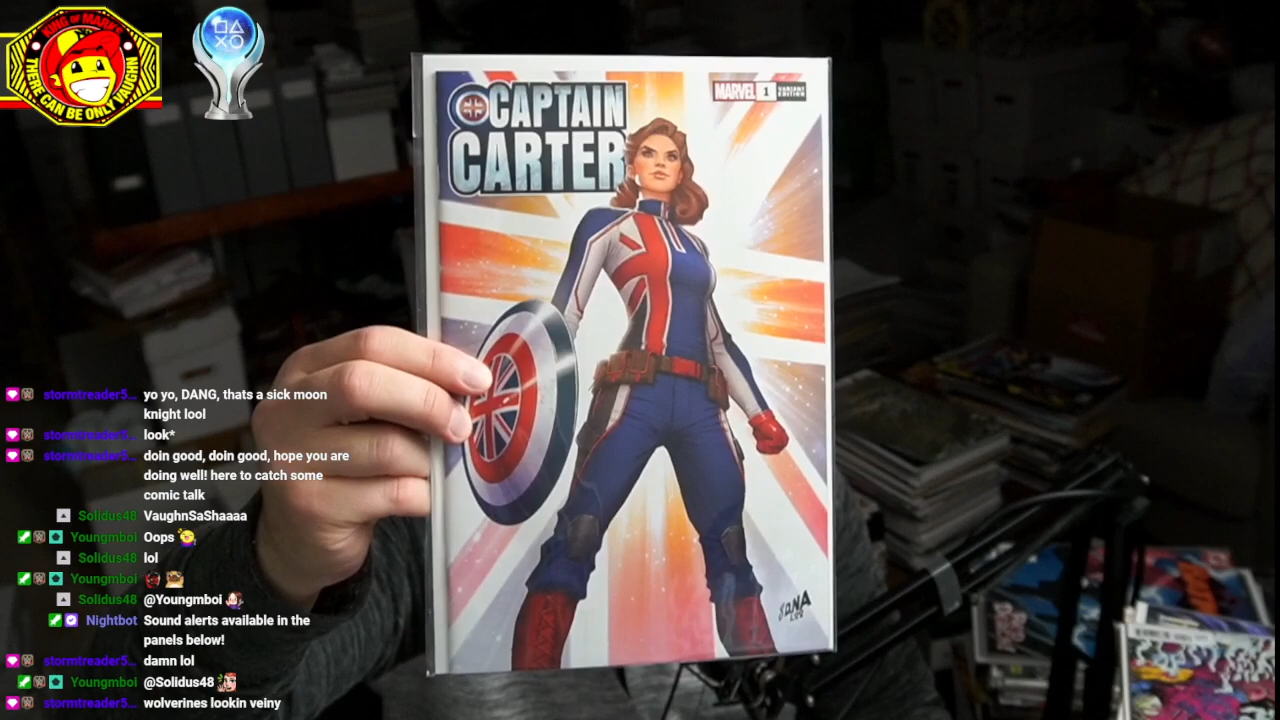 KING OF MARKS
THERE CAN BE ONLY VAUGHN
CAPTAIN
CARTER
MARVEL 1 VARIANT
EDITION
stormtreader5... yo yo, DANG, thats a sick moon
knight lool
stormtreader5... look*
stormtreader5... doin good, doin good, hope you are
doing well! here to catch some
comic talk
Solidus48 VaughnSaShaaaa
Youngmboi Oops
Solidus48 lol
Youngmboi
Solidus48 @Youngmboi
Nightbot Sound alerts available in the
panels below!
stormtreader5... damn lol
Youngmboi @Solidus48
stormtreader5... wolverines lookin veiny